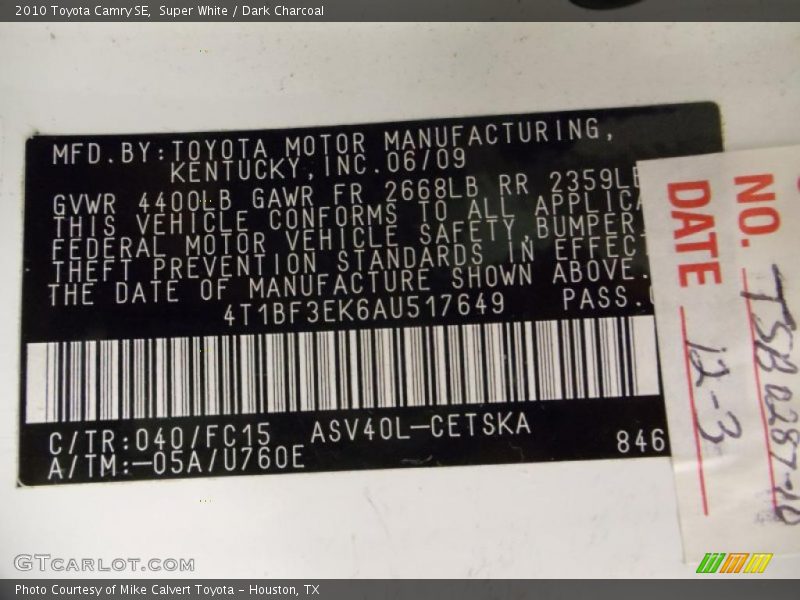 2010 Toyota Camry SE, Super White / Dark Charcoal
MFD.BY:TOYOTA MOTOR MANUFACTURING,
KENTUCKY,INC.06/09
GVWR 4400LB GAWR FR 2668LB RR 2359LB
THIS VEHICLE CONFORMS TO ALL APPLICA
FEDERAL MOTOR VEHICLE SAFETY,BUMPER
THEFT PREVENTION STANDARDS IN EFFEC
THE DATE OF MANUFACTURE SHOWN ABOVE.
4T1BF3EK6AU517649 PASS.
C/TR:040/FC15 ASV40L-CETSKA
A/TM:-05A/U760E 846
NO. TSB 0287-10
DATE 12-3
GTCARLOT.COM
Photo Courtesy of Mike Calvert Toyota - Houston, TX